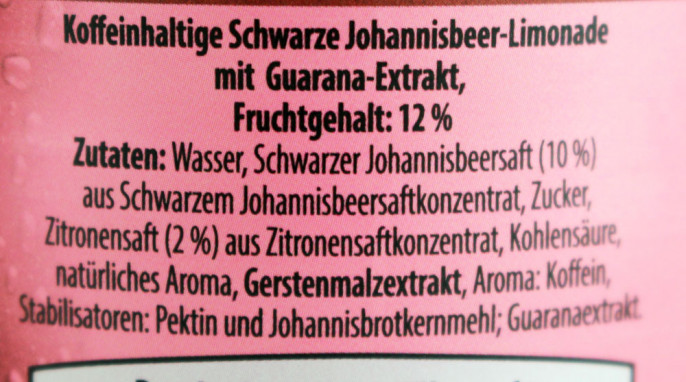 Koffeinhaltige Schwarze Johannisbeer-Limonade
mit Guarana-Extrakt,
Fruchtgehalt: 12 %
Zutaten: Wasser, Schwarzer Johannisbeersaft (10 %)
aus Schwarzem Johannisbeersaftkonzentrat, Zucker,
Zitronensaft (2 %) aus Zitronensaftkonzentrat, Kohlensäure,
natürliches Aroma, Gerstenmalzextrakt, Aroma: Koffein,
Stabilisatoren: Pektin und Johannisbrotkernmehl; Guaranaextrakt.